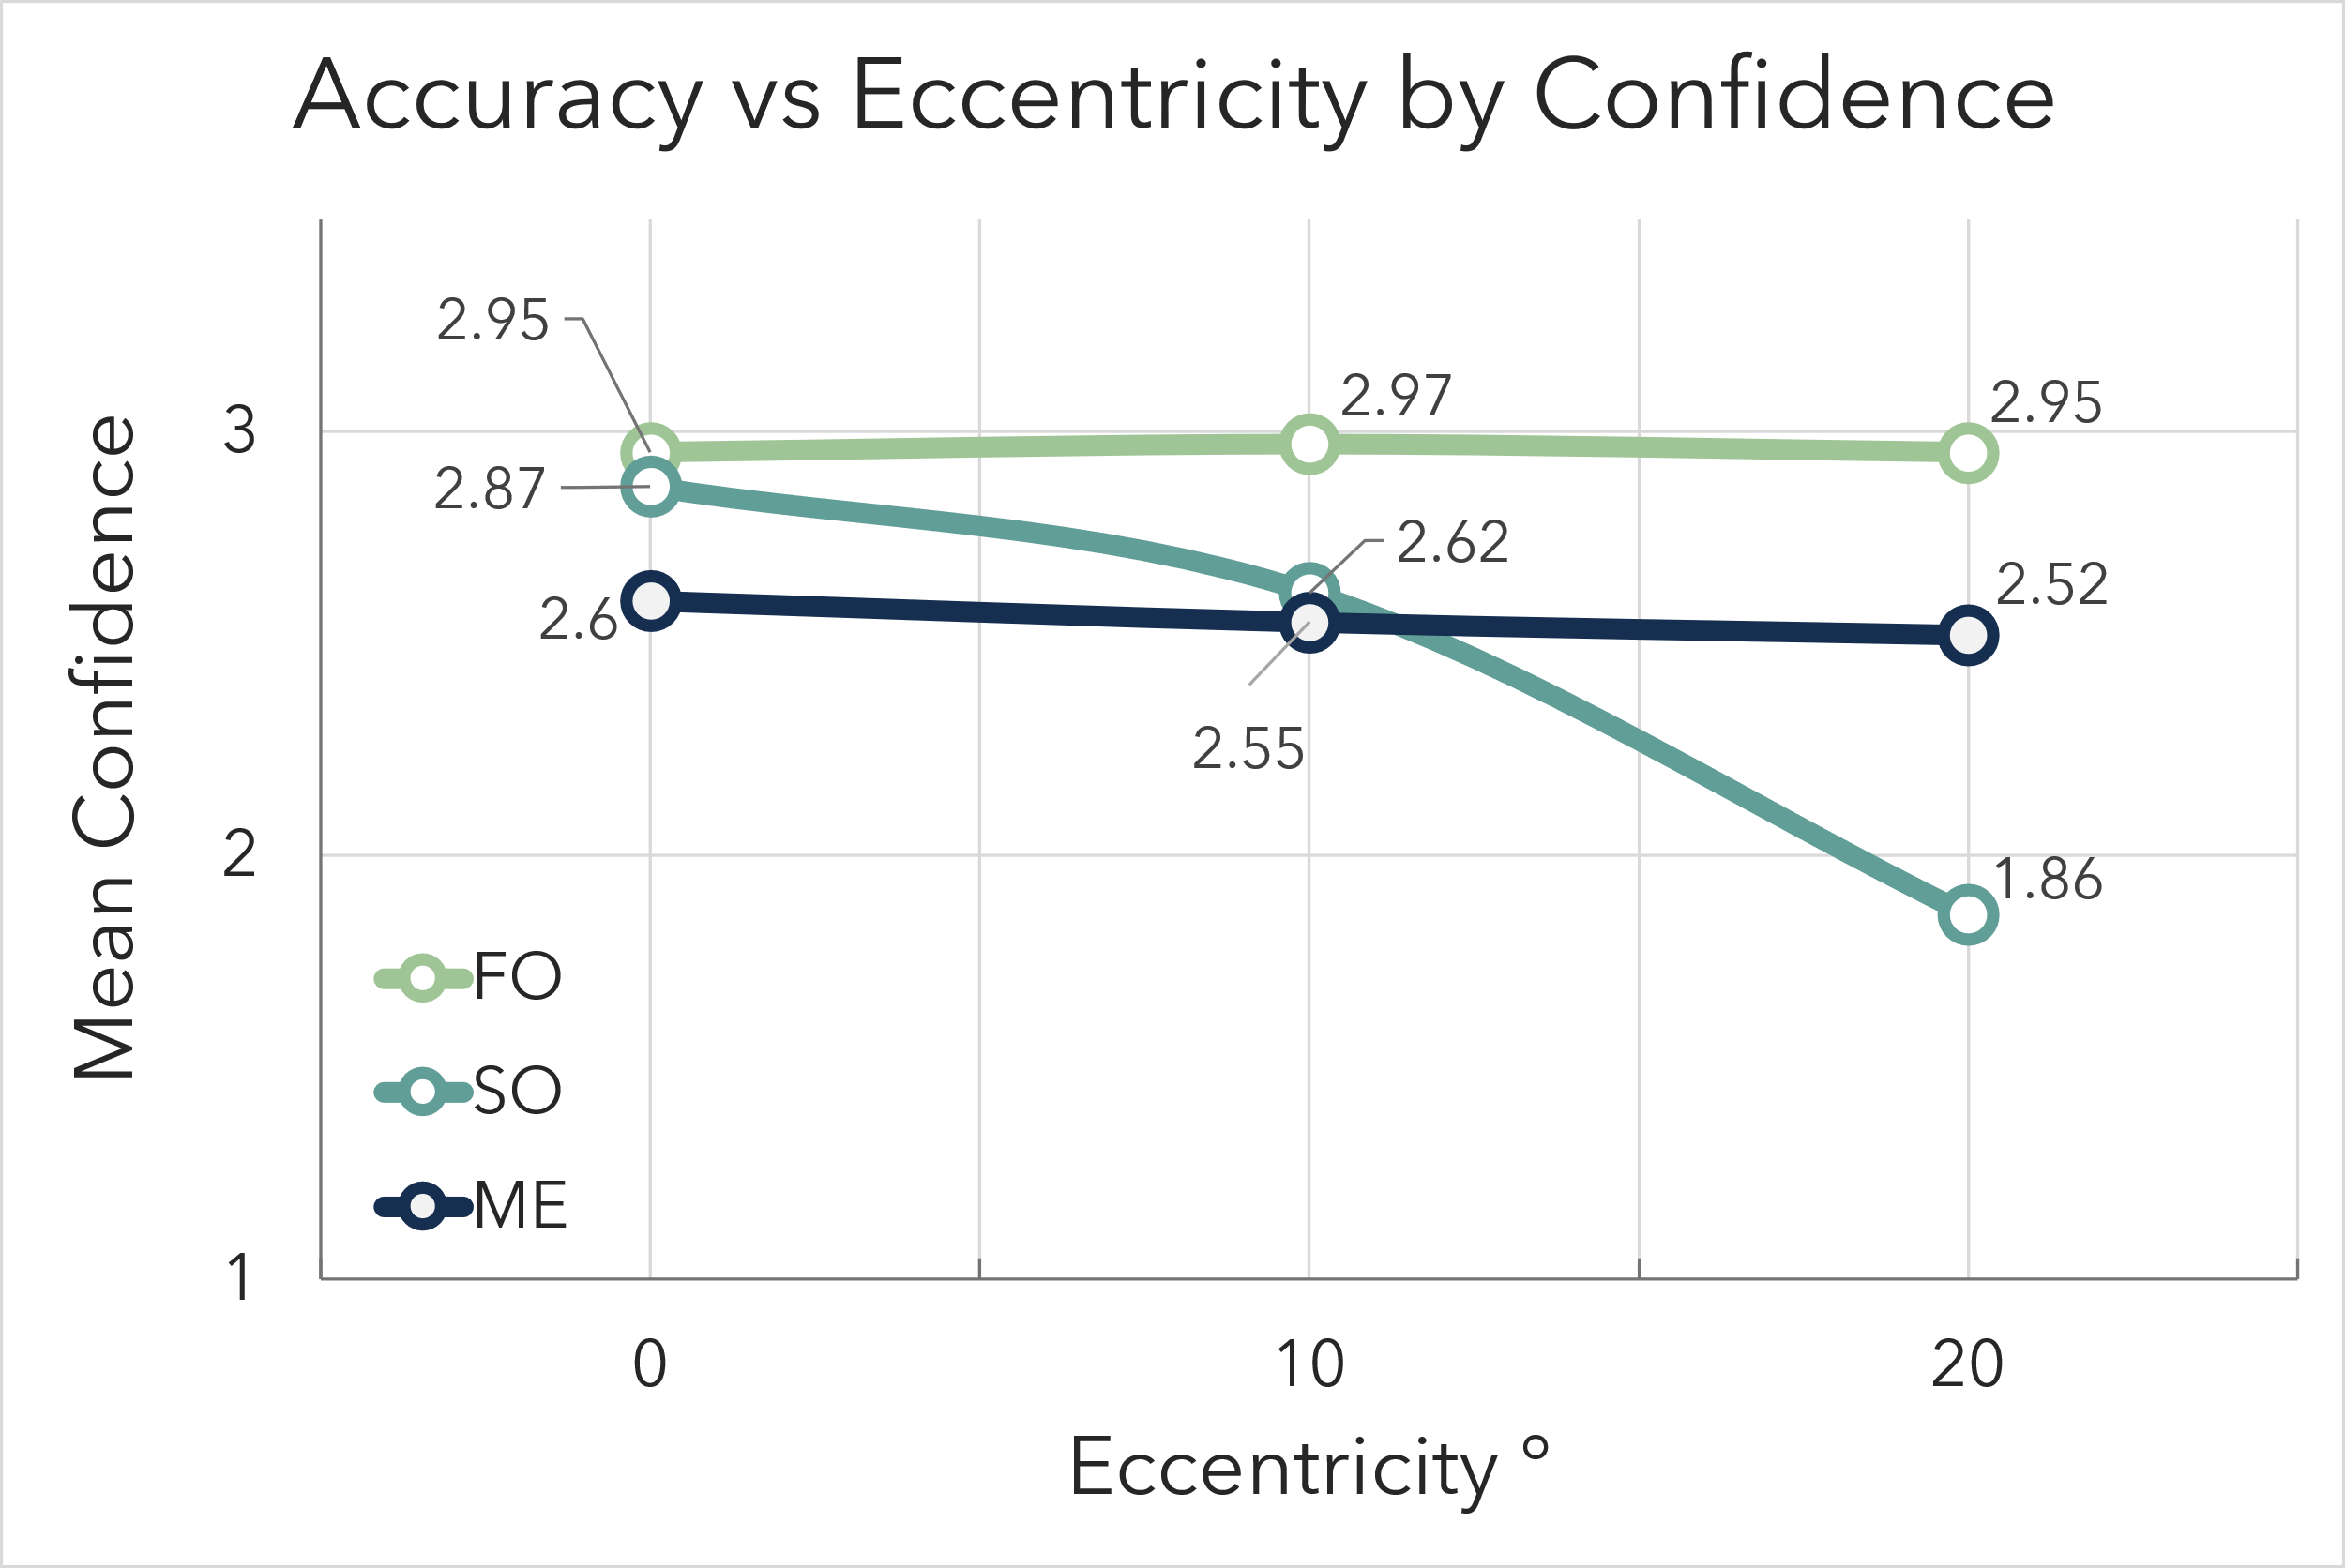 Accuracy vs Eccentricity by Confidence
Mean Confidence
3
2
1
2.95
2.97
2.95
2.87
2.62
2.52
2.6
2.55
1.86
FO
SO
ME
0
10
20
Eccentricity °